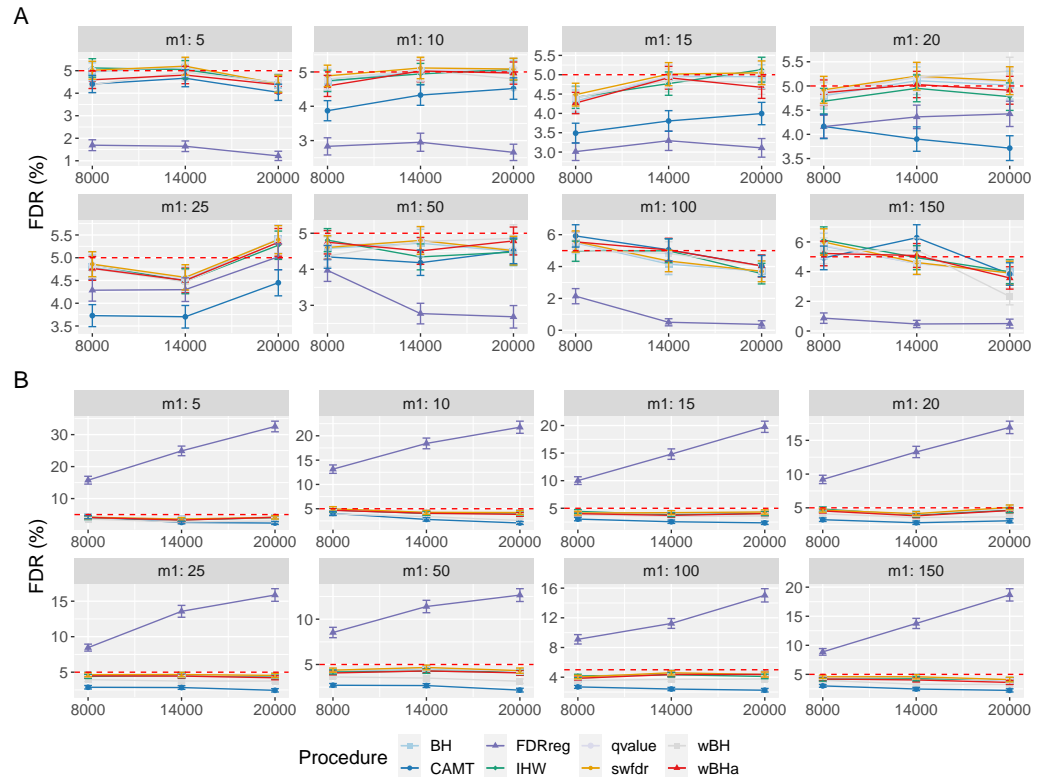 A
m1: 5 m1: 10 m1: 15 m1: 20
5 4 3 2 1
5 4 3
5.5 5.0 4.5 4.0 3.5 3.0
5.5 5.0 4.5 4.0 3.5
8000 14000 20000 8000 14000 20000 8000 14000 20000 8000 14000 20000
FDR (%)
m1: 25 m1: 50 m1: 100 m1: 150
5.5 5.0 4.5 4.0 3.5
5 4 3
6 4 2 0
6 5 4 3 2 1 0
8000 14000 20000 8000 14000 20000 8000 14000 20000 8000 14000 20000
B
m1: 5 m1: 10 m1: 15 m1: 20
30 20 10 5
20 15 10 5
20 15 10 5
15 10 5
8000 14000 20000 8000 14000 20000 8000 14000 20000 8000 14000 20000
FDR (%)
m1: 25 m1: 50 m1: 100 m1: 150
15 10 5
10 5
16 12 8 4
20 15 10 5
8000 14000 20000 8000 14000 20000 8000 14000 20000 8000 14000 20000
Procedure
BH FDRreg qvalue wBH
CAMT IHW swfdr wBHa